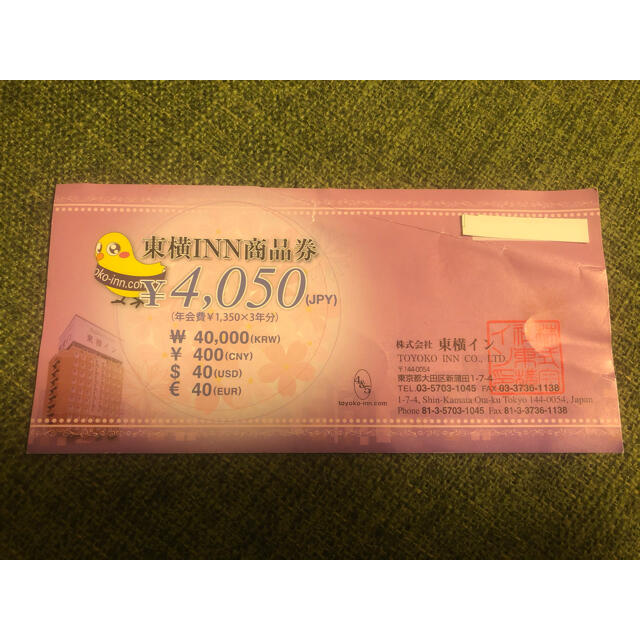 東横INN商品券
oko-inn.com
¥4,050(JPY)
(年会費¥1,350×3年分)
₩ 40,000(KRW)
¥ 400(CNY)
$ 40(USD)
€ 40(EUR)
東横イン
A&S
toyoko-inn.com
株式会社 東横イン
TOYOKO INN CO., LTD.
〒144-0054
東京都大田区新蒲田1-7-4
TEL 03-5703-1045 FAX 03-3736-1138
1-7-4, Shin-Kamata Ota-ku Tokyo 144-0054, Japan
Phone 81-3-5703-1045 Fax 81-3-3736-1138